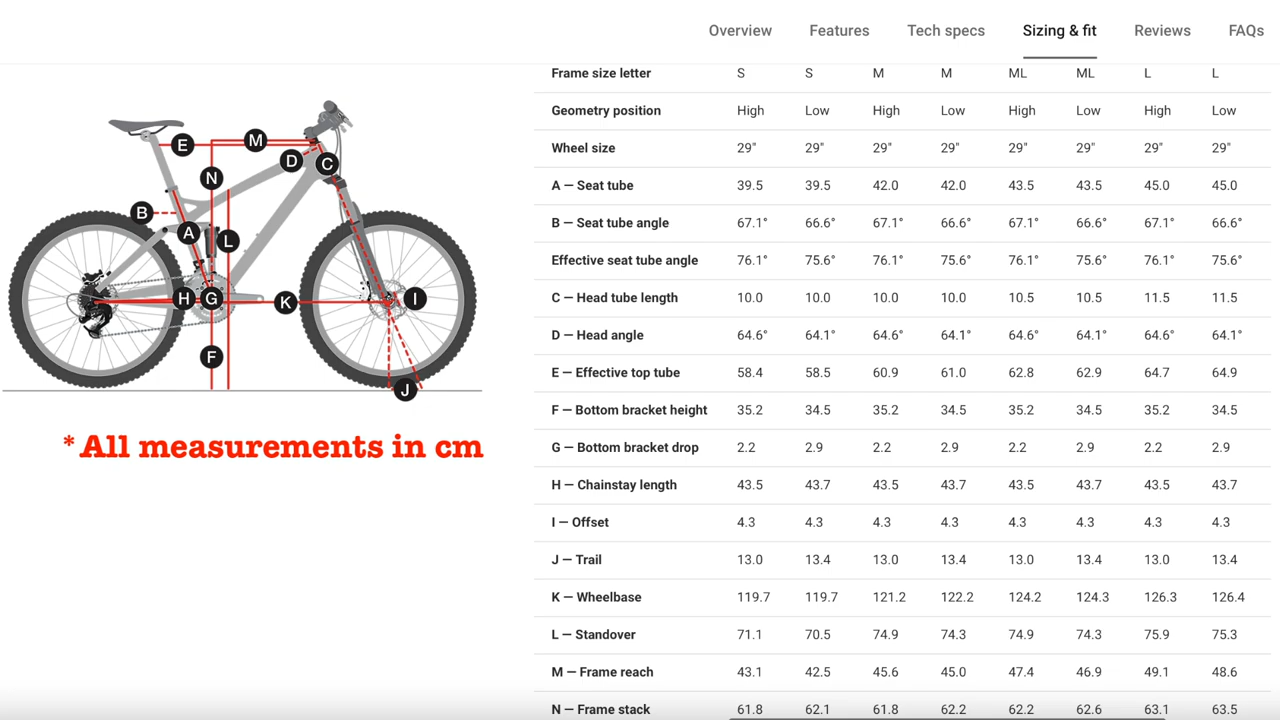 Overview Features Tech specs Sizing & fit Reviews FAQs
Frame size letter S S M M ML ML L L
Geometry position High Low High Low High Low High Low
Wheel size 29" 29" 29" 29" 29" 29" 29" 29"
A — Seat tube 39.5 39.5 42.0 42.0 43.5 43.5 45.0 45.0
B — Seat tube angle 67.1° 66.6° 67.1° 66.6° 67.1° 66.6° 67.1° 66.6°
Effective seat tube angle 76.1° 75.6° 76.1° 75.6° 76.1° 75.6° 76.1° 75.6°
C — Head tube length 10.0 10.0 10.0 10.0 10.5 10.5 11.5 11.5
D — Head angle 64.6° 64.1° 64.6° 64.1° 64.6° 64.1° 64.6° 64.1°
E — Effective top tube 58.4 58.5 60.9 61.0 62.8 62.9 64.7 64.9
F — Bottom bracket height 35.2 34.5 35.2 34.5 35.2 34.5 35.2 34.5
G — Bottom bracket drop 2.2 2.9 2.2 2.9 2.2 2.9 2.2 2.9
H — Chainstay length 43.5 43.7 43.5 43.7 43.5 43.7 43.5 43.7
I — Offset 4.3 4.3 4.3 4.3 4.3 4.3 4.3 4.3
J — Trail 13.0 13.4 13.0 13.4 13.0 13.4 13.0 13.4
K — Wheelbase 119.7 119.7 121.2 122.2 124.2 124.3 126.3 126.4
L — Standover 71.1 70.5 74.9 74.3 74.9 74.3 75.9 75.3
M — Frame reach 43.1 42.5 45.6 45.0 47.4 46.9 49.1 48.6
N — Frame stack 61.8 62.1 61.8 62.2 62.2 62.6 63.1 63.5
E M
D C
N
B
A L
H G K I
F
J
* All measurements in cm